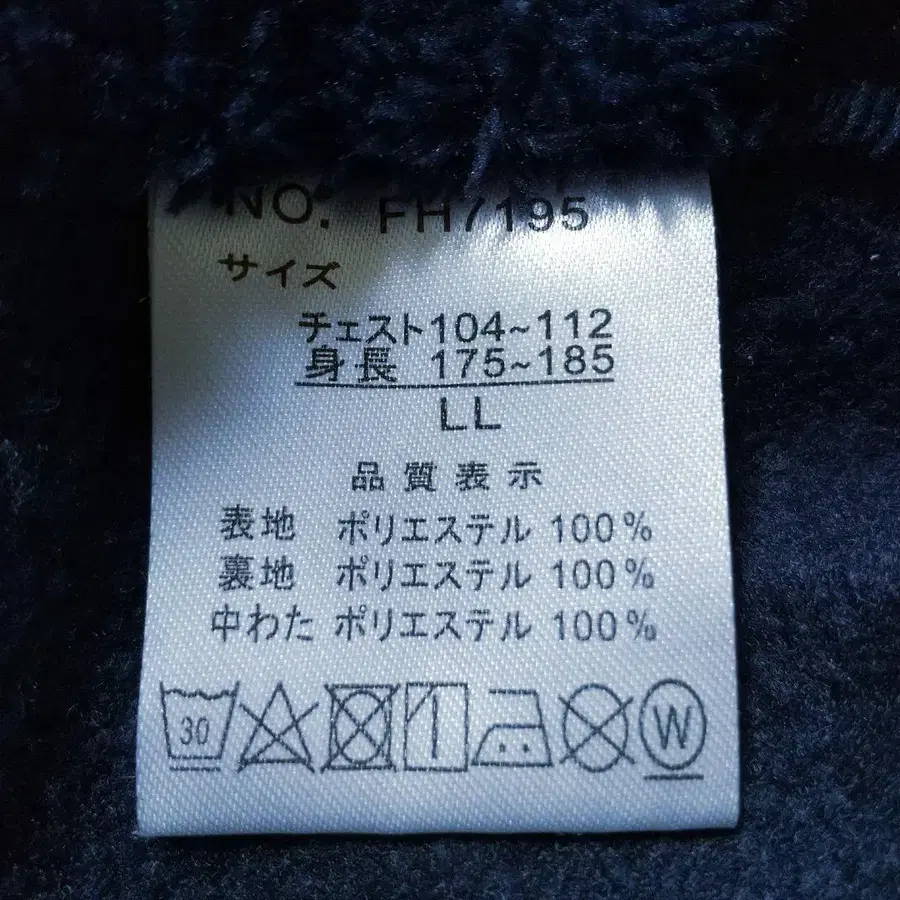 NO. FH7195
サイズ
チェスト104~112
身長 175~185
LL
品質表示
表地 ポリエステル 100%
裏地 ポリエステル 100%
中わた ポリエステル 100%
30 W